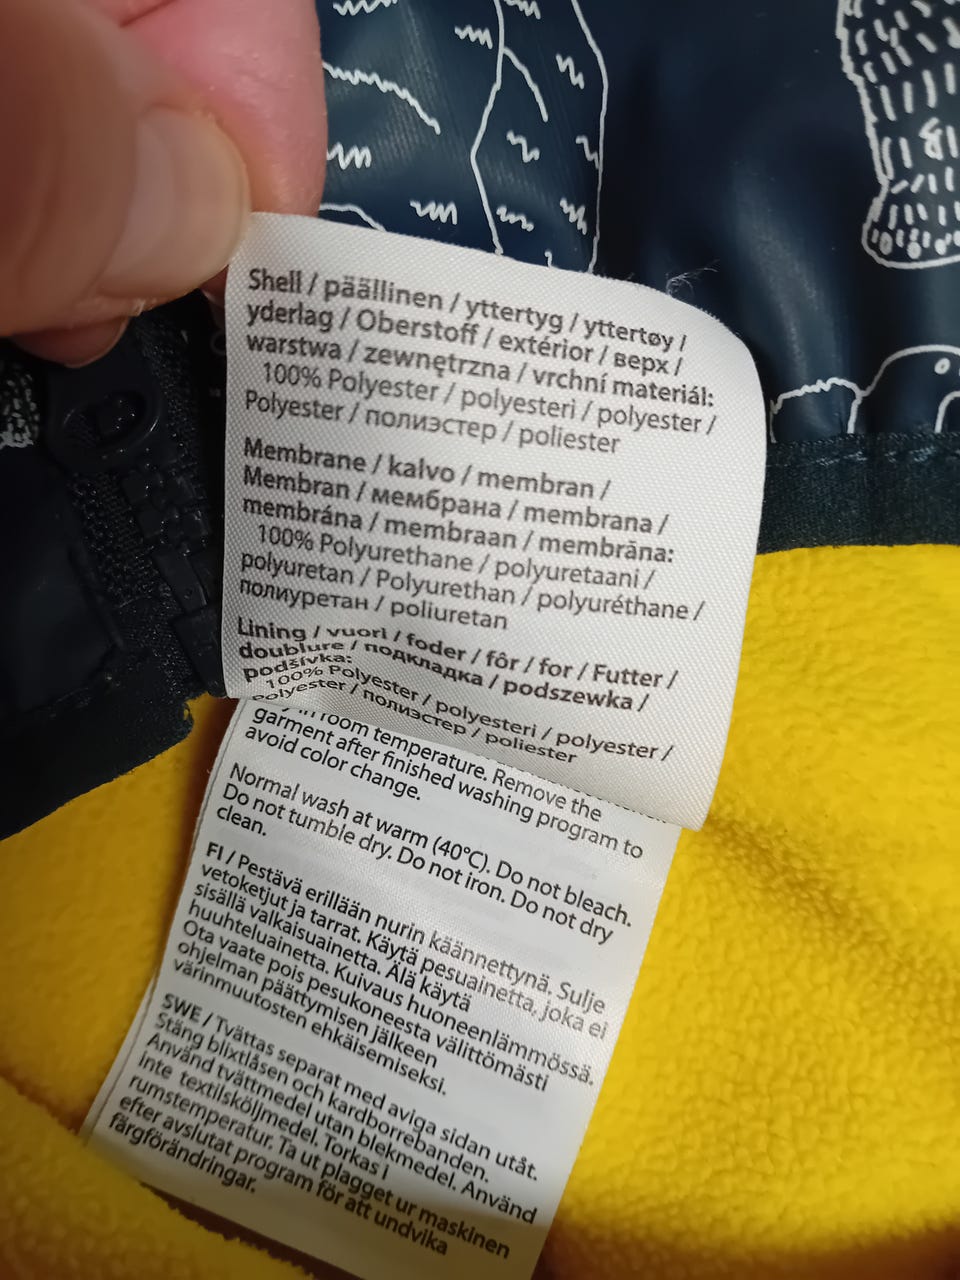 Shell / päällinen / yttertyg / yttertøy /
yderlag / Oberstoff / extérior / верх /
warstwa / zewnętrzna / vrchní materiál:
100% Polyester / polyesteri / polyester /
Polyester / полиэстер / poliester
Membrane / kalvo / membran /
Membran / мембрана / membrana /
membrána / membraan / membrāna:
100% Polyurethane / polyuretaani /
polyuretan / Polyurethan / polyuréthane /
полиуретан / poliuretan
Lining / vuori / foder / fôr / for / Futter /
doublure / подкладка / podszewka /
podšívka:
100% Polyester / polyesteri / polyester /
Polyester / полиэстер / poliester
in room temperature. Remove the
garment after finished washing program to
avoid color change.
Normal wash at warm (40°C). Do not bleach.
Do not tumble dry. Do not iron. Do not dry
clean.
FI / Pestävä erillään nurin käännettynä. Sulje
vetoketjut ja tarrat. Käytä pesuainetta, joka ei
sisällä valkaisuainetta. Älä käytä
huuhteluainetta. Kuivaus huoneenlämmössä.
Ota vaate pois pesukoneesta välittömästi
ohjelman päättymisen jälkeen
värinmuutosten ehkäisemiseksi.
SWE / Tvättas separat med aviga sidan utåt.
Stäng blixtlåsen och kardborrebanden.
Använd tvättmedel utan blekmedel. Använd
inte textilsköljmedel. Torkas i
rumstemperatur. Ta ut plagget ur maskinen
efter avslutat program för att undvika
färgförändringar.